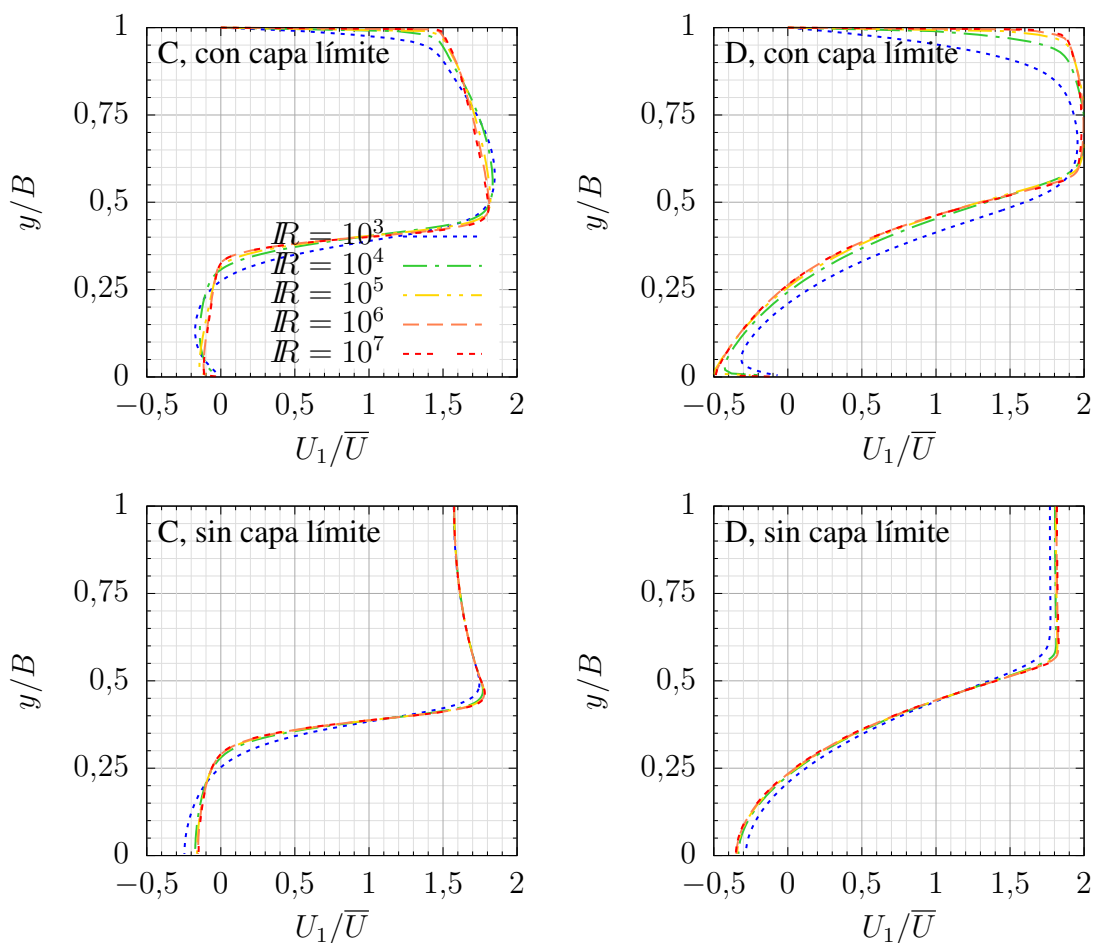 C, con capa límite
1
0,75
0,5
0,25
0
y/B
IR = 10^3
IR = 10^4
IR = 10^5
IR = 10^6
IR = 10^7
−0,5 0 0,5 1 1,5 2
U_1/U̅
D, con capa límite
1
0,75
0,5
0,25
0
y/B
−0,5 0 0,5 1 1,5 2
U_1/U̅
C, sin capa límite
1
0,75
0,5
0,25
0
y/B
−0,5 0 0,5 1 1,5 2
U_1/U̅
D, sin capa límite
1
0,75
0,5
0,25
0
y/B
−0,5 0 0,5 1 1,5 2
U_1/U̅